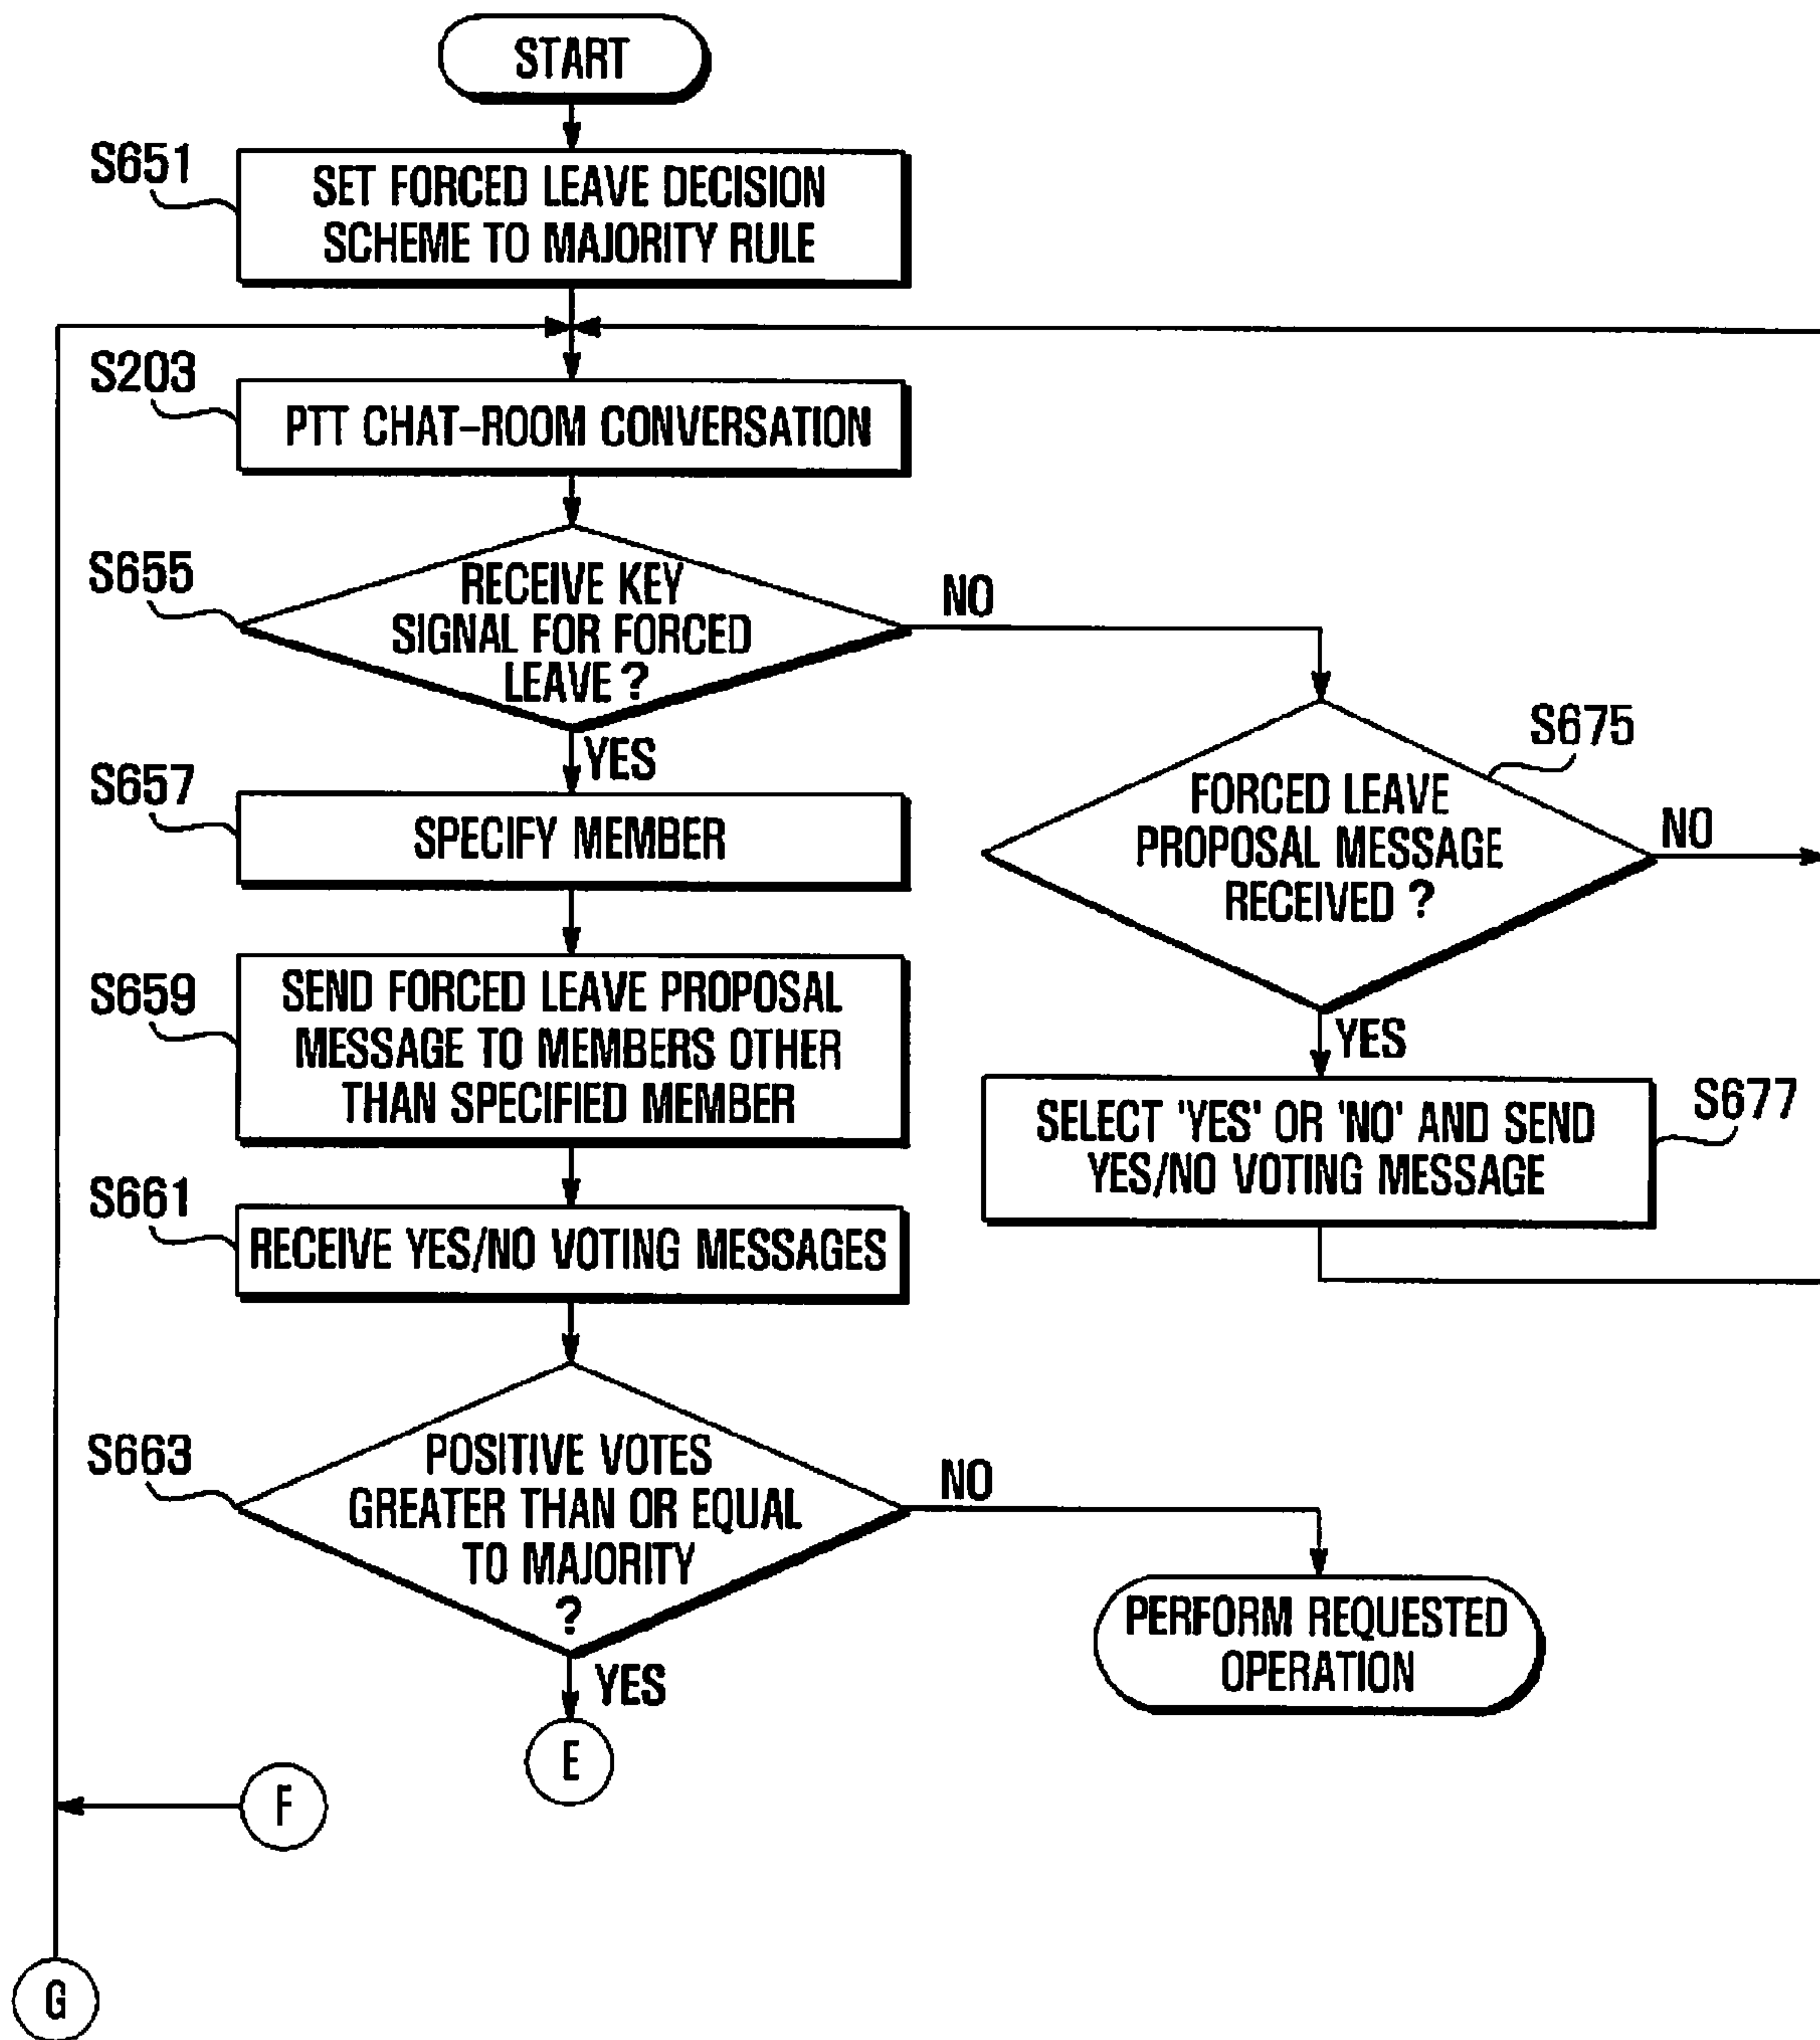 START
S651
SET FORCED LEAVE DECISION
SCHEME TO MAJORITY RULE
S203
PTT CHAT-ROOM CONVERSATION
S655
RECEIVE KEY
SIGNAL FOR FORCED
LEAVE ?
NO
YES
S675
FORCED LEAVE
PROPOSAL MESSAGE
RECEIVED ?
NO
YES
S657
SPECIFY MEMBER
S659
SEND FORCED LEAVE PROPOSAL
MESSAGE TO MEMBERS OTHER
THAN SPECIFIED MEMBER
S677
SELECT 'YES' OR 'NO' AND SEND
YES/NO VOTING MESSAGE
S661
RECEIVE YES/NO VOTING MESSAGES
S663
POSITIVE VOTES
GREATER THAN OR EQUAL
TO MAJORITY
?
NO
YES
PERFORM REQUESTED
OPERATION
E
F
G